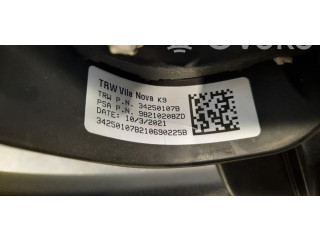 TRW Vila Nova K9
TRW P.N. 34250107B
PSA P.N. 98210208ZD
DATE: 10/3/2021
34250107B210690225B